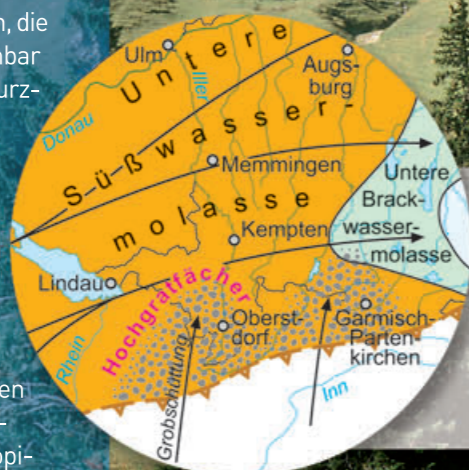 n, die
nbar
urz-
Ulm
Iller
Donau
Augs-
burg
Untere
Süßwasser-
molasse
Memmingen
Kempten
Untere
Brack-
wasser-
molasse
Lindau
Hochgratfächer
Oberst-
dorf
Garmisch-
Parten-
kirchen
Rhein
Grobschüttung
Inn
en
-
opi-